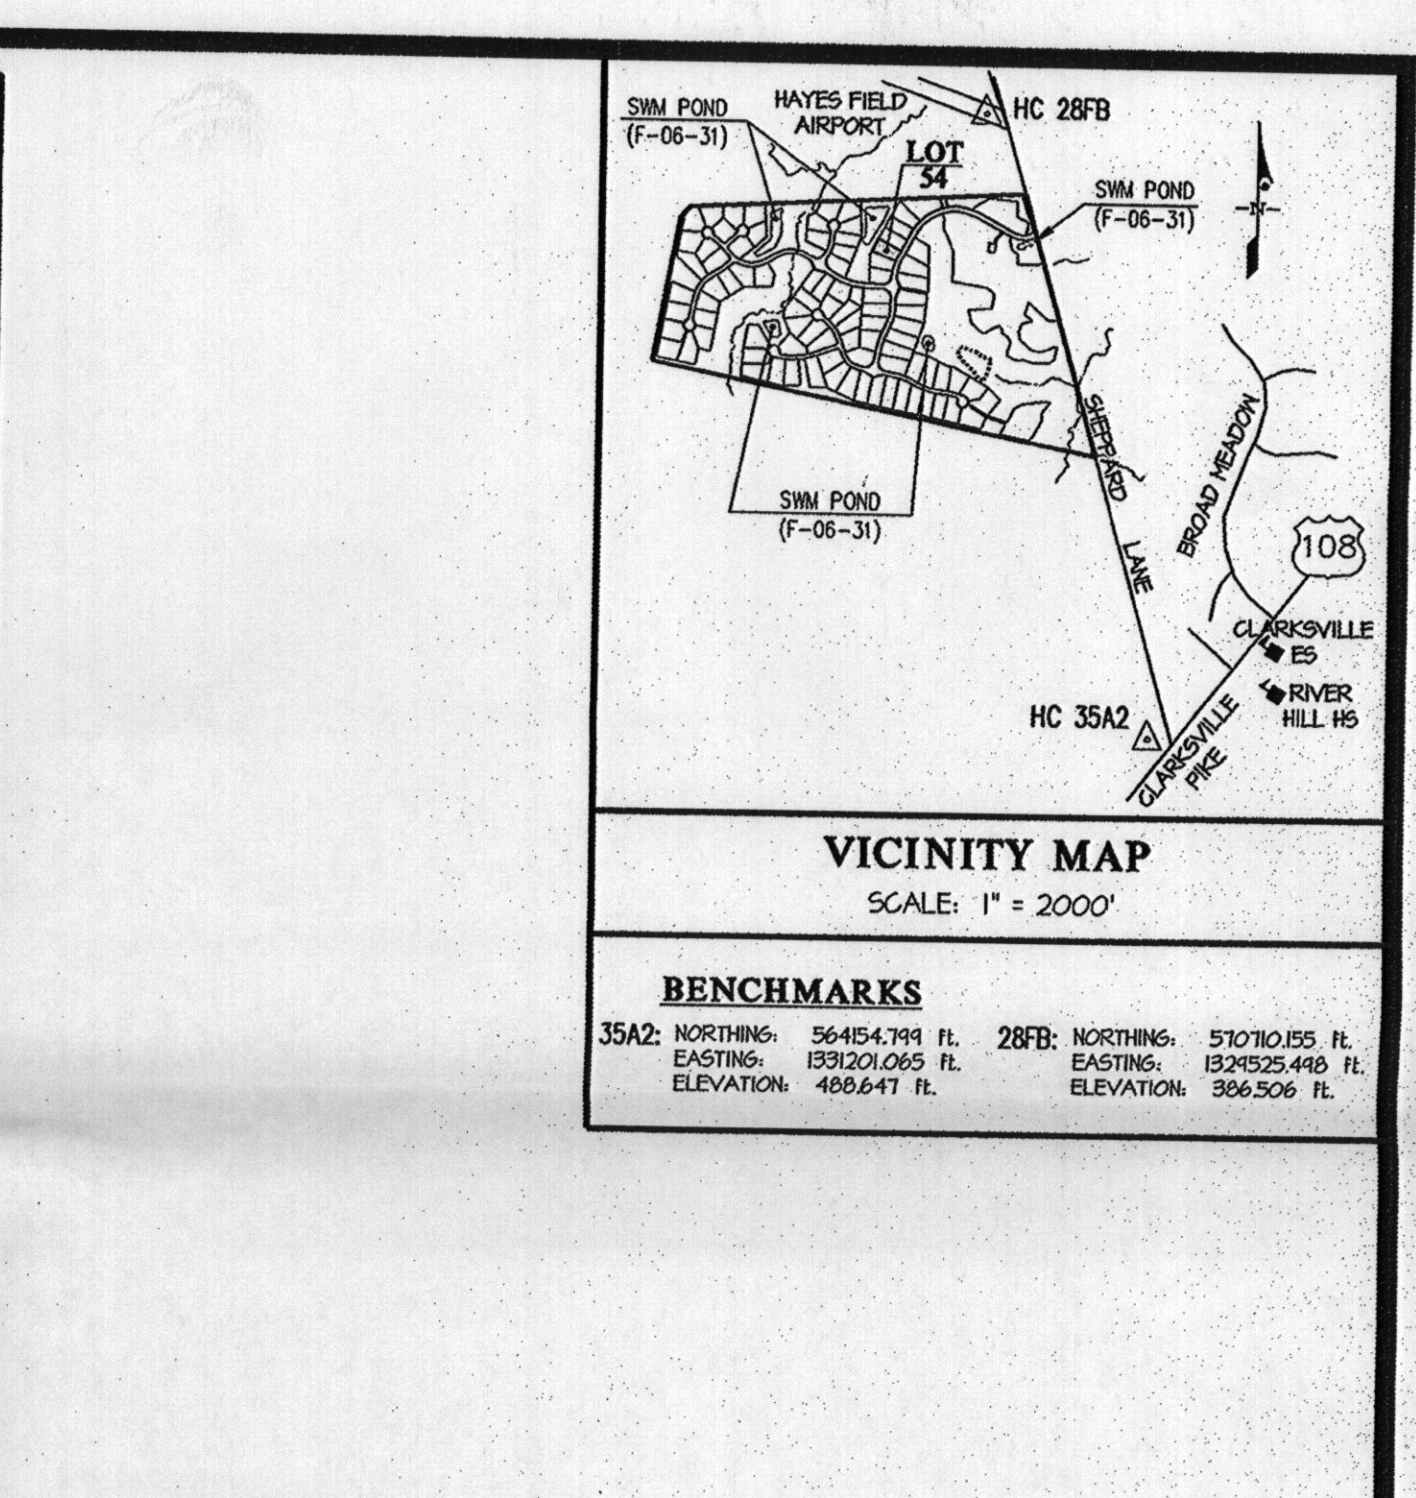 SWM POND
(F-06-31)
HAYES FIELD
AIRPORT
HC 28FB
LOT
54
SWM POND
(F-06-31)
-N-
SWM POND
(F-06-31)
SHEPPARD
LANE
BROAD MEADOW
108
CLARKSVILLE
ES
RIVER
HILL HS
HC 35A2
CLARKSVILLE
PIKE
VICINITY MAP
SCALE: 1" = 2000'
BENCHMARKS
35A2: NORTHING: 564154.799 ft.
EASTING: 1331201.065 ft.
ELEVATION: 488.647 ft.
28FB: NORTHING: 570710.155 ft.
EASTING: 1329525.498 ft.
ELEVATION: 386.506 ft.